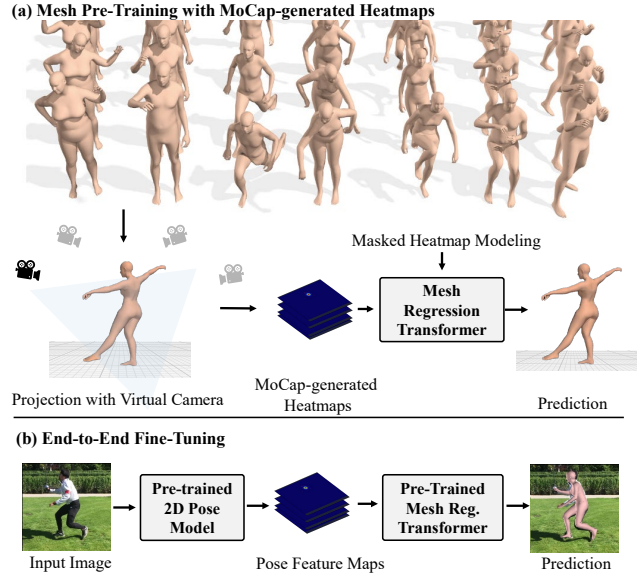 (a) Mesh Pre-Training with MoCap-generated Heatmaps
Masked Heatmap Modeling
Mesh
Regression
Transformer
Projection with Virtual Camera
MoCap-generated
Heatmaps
Prediction
(b) End-to-End Fine-Tuning
Pre-trained
2D Pose
Model
Pre-Trained
Mesh Reg.
Transformer
Input Image
Pose Feature Maps
Prediction